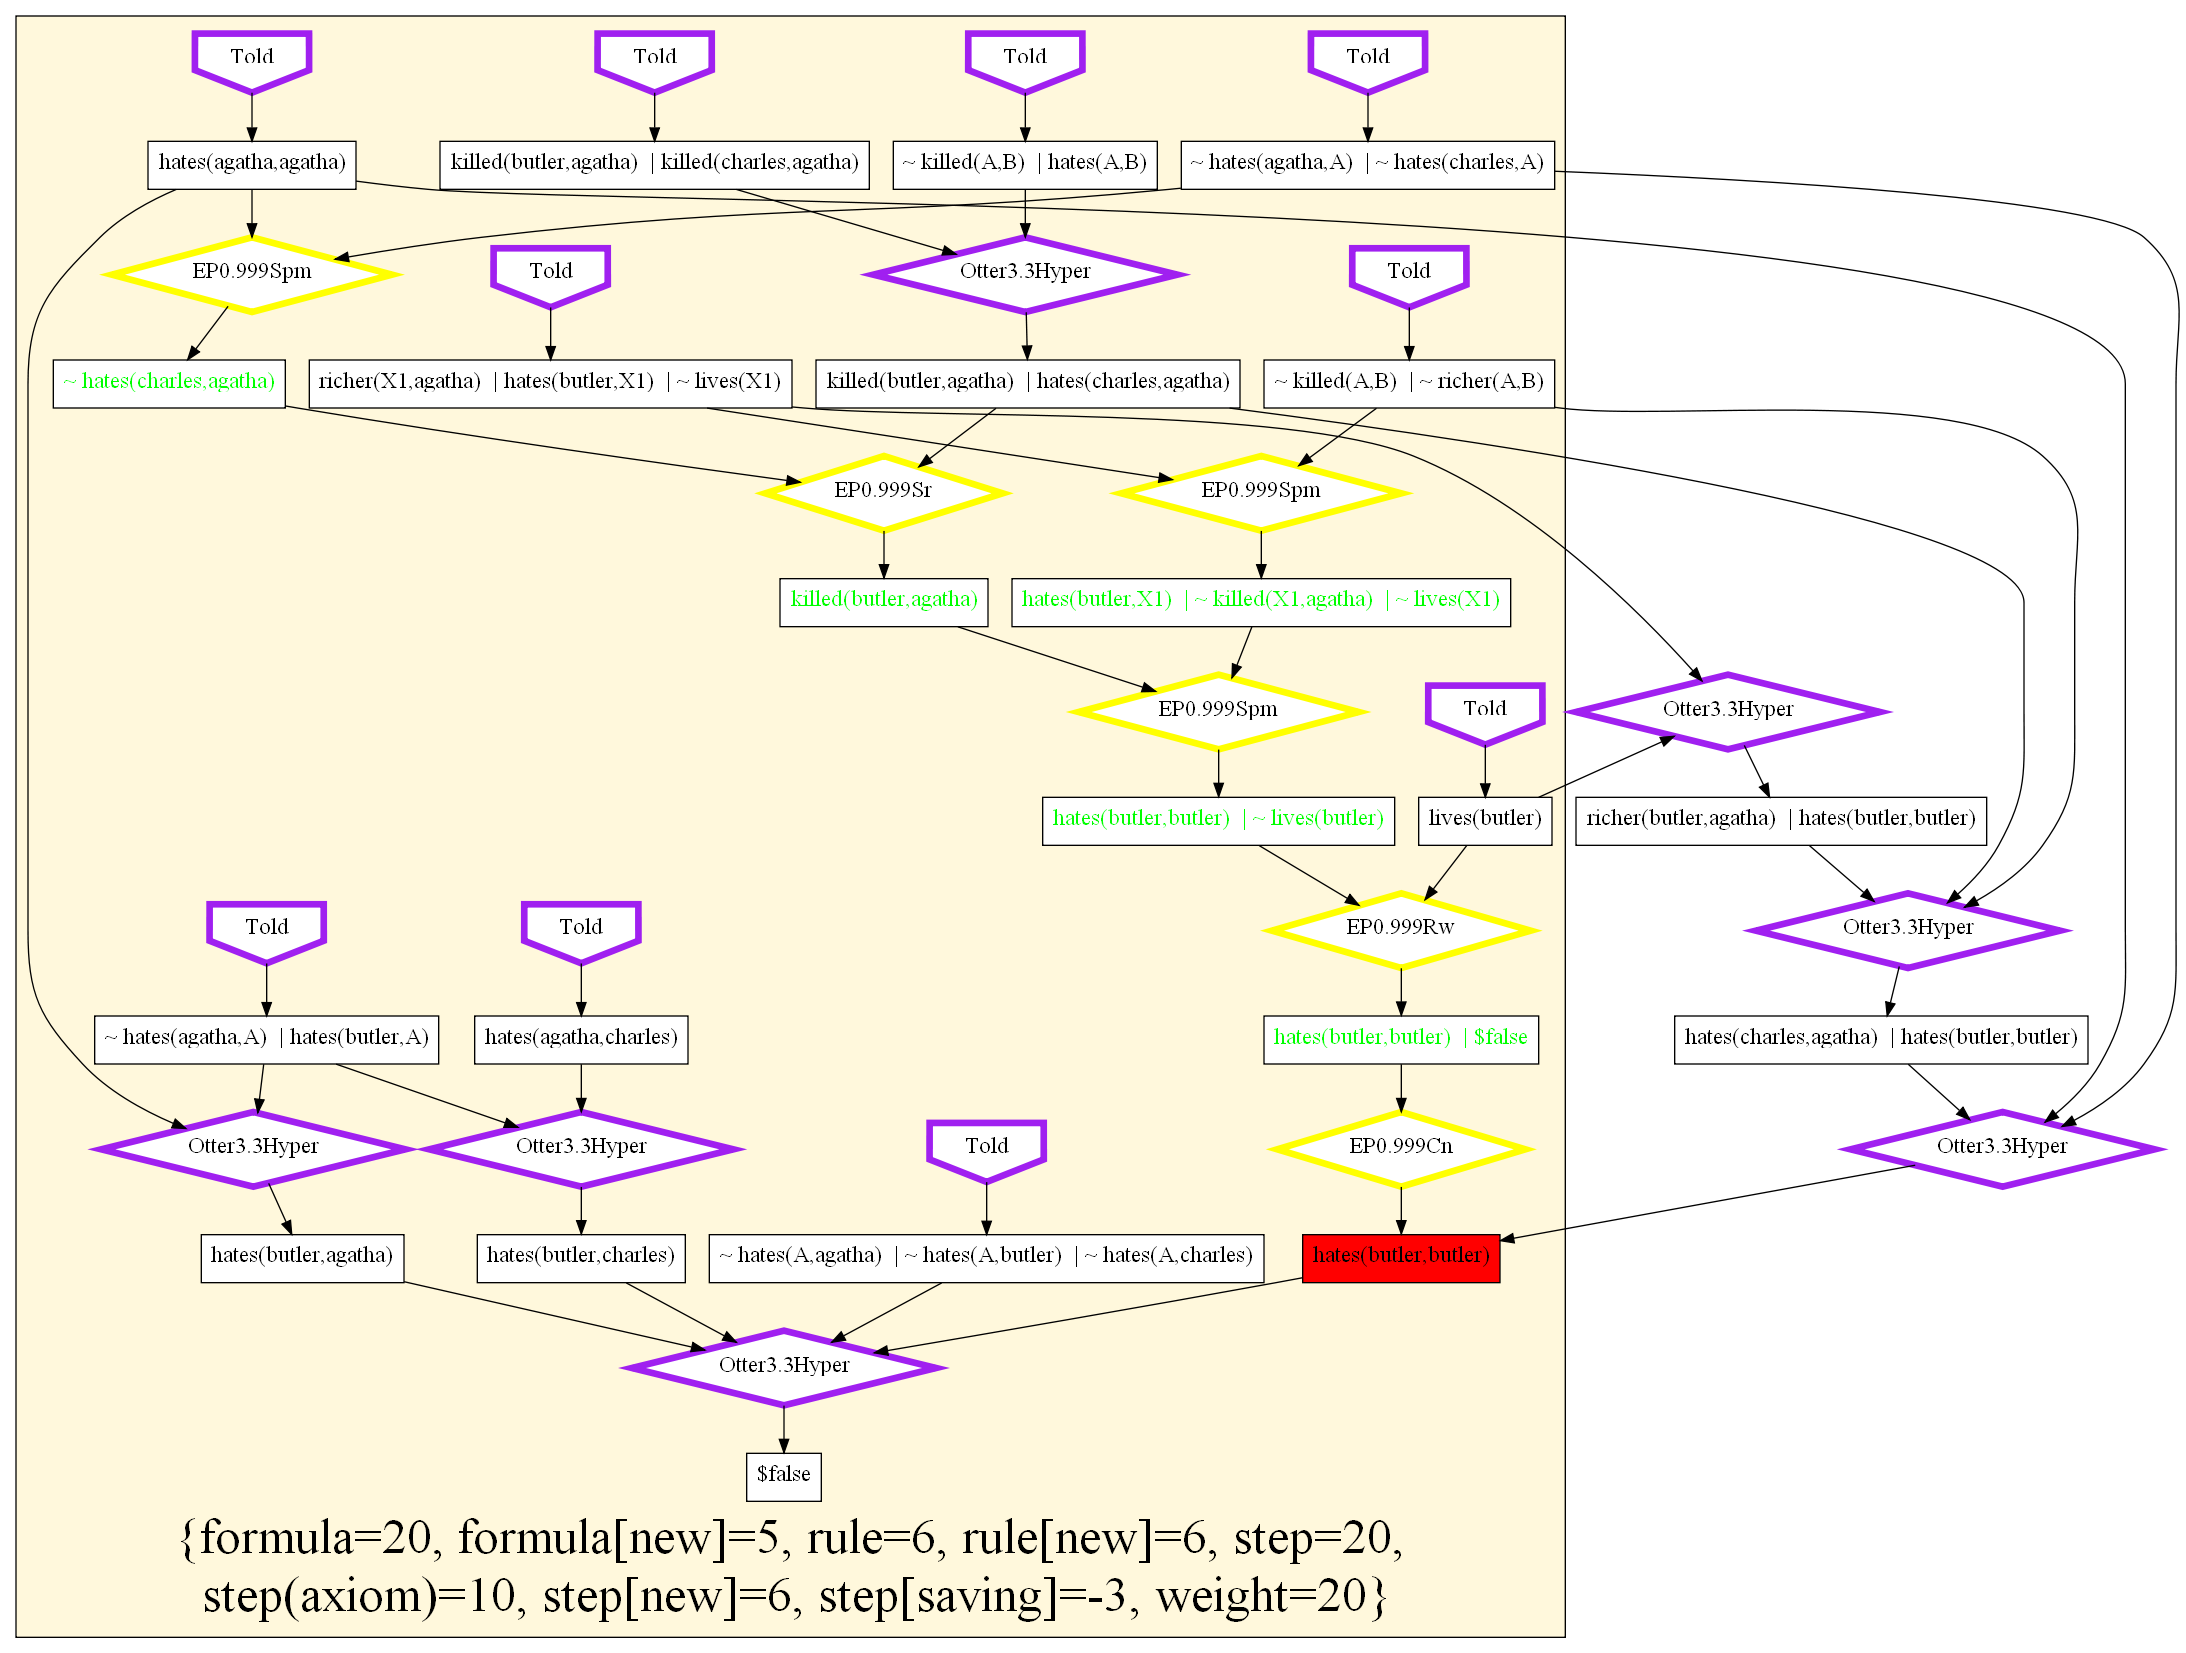 Told
Told
Told
Told
hates(agatha,agatha)
killed(butler,agatha) | killed(charles,agatha)
~ killed(A,B) | hates(A,B)
~ hates(agatha,A) | ~ hates(charles,A)
EP0.999Spm
Told
Otter3.3Hyper
Told
~ hates(charles,agatha)
richer(X1,agatha) | hates(butler,X1) | ~ lives(X1)
killed(butler,agatha) | hates(charles,agatha)
~ killed(A,B) | ~ richer(A,B)
EP0.999Sr
EP0.999Spm
killed(butler,agatha)
hates(butler,X1) | ~ killed(X1,agatha) | ~ lives(X1)
EP0.999Spm
Told
Otter3.3Hyper
hates(butler,butler) | ~ lives(butler)
lives(butler)
richer(butler,agatha) | hates(butler,butler)
Told
Told
EP0.999Rw
Otter3.3Hyper
~ hates(agatha,A) | hates(butler,A)
hates(agatha,charles)
hates(butler,butler) | $false
hates(charles,agatha) | hates(butler,butler)
Otter3.3Hyper
Otter3.3Hyper
Told
EP0.999Cn
Otter3.3Hyper
hates(butler,agatha)
hates(butler,charles)
~ hates(A,agatha) | ~ hates(A,butler) | ~ hates(A,charles)
hates(butler,butler)
Otter3.3Hyper
$false
{formula=20, formula[new]=5, rule=6, rule[new]=6, step=20,
step(axiom)=10, step[new]=6, step[saving]=-3, weight=20}